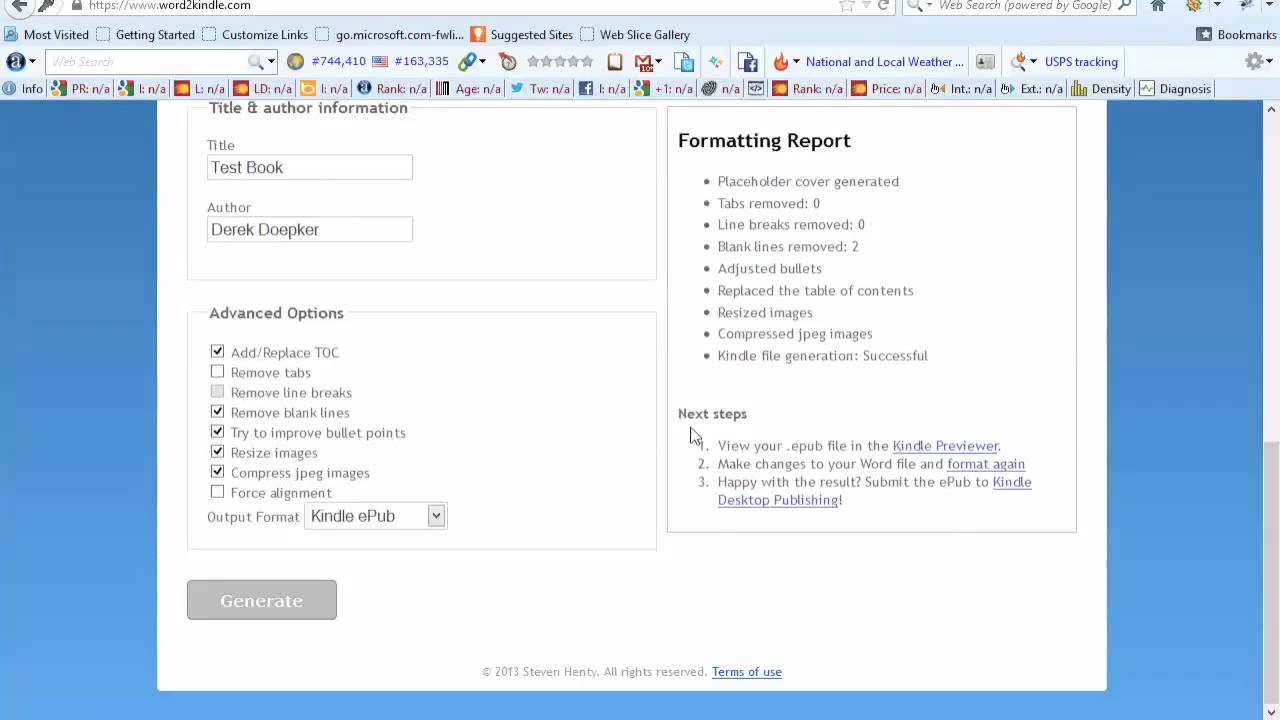 https://www.word2kindle.com
Web Search (powered by Google)
Most Visited Getting Started Customize Links go.microsoft.com-fwli... Suggested Sites Web Slice Gallery Bookmarks
Web Search #744,410 #163,335 National and Local Weather ... USPS tracking
Info PR: n/a I: n/a L: n/a LD: n/a I: n/a Rank: n/a Age: n/a Tw: n/a I: n/a +1: n/a n/a Rank: n/a Price: n/a Int.: n/a Ext.: n/a Density Diagnosis
Title & author information
Title
Test Book
Author
Derek Doepker
Advanced Options
Add/Replace TOC
Remove tabs
Remove line breaks
Remove blank lines
Try to improve bullet points
Resize images
Compress jpeg images
Force alignment
Output Format Kindle ePub
Generate
Formatting Report
Placeholder cover generated
Tabs removed: 0
Line breaks removed: 0
Blank lines removed: 2
Adjusted bullets
Replaced the table of contents
Resized images
Compressed jpeg images
Kindle file generation: Successful
Next steps
1. View your .epub file in the Kindle Previewer.
2. Make changes to your Word file and format again
3. Happy with the result? Submit the ePub to Kindle
Desktop Publishing!
© 2013 Steven Henty. All rights reserved. Terms of use